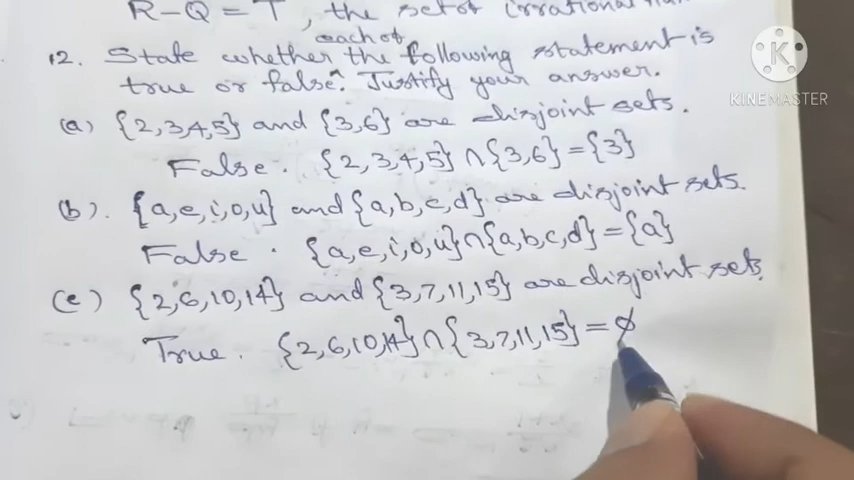 R-Q = T, the set of irrational
12. State whether each of the following statement is
true or false. Justify your answer.
(a) {2,3,4,5} and {3,6} are disjoint sets.
False. {2,3,4,5} ∩ {3,6} = {3}
(b). {a,e,i,o,u} and {a,b,c,d} are disjoint sets.
False. {a,e,i,o,u} ∩ {a,b,c,d} = {a}
(c) {2,6,10,14} and {3,7,11,15} are disjoint sets.
True. {2,6,10,14} ∩ {3,7,11,15} = φ
K
KINEMASTER